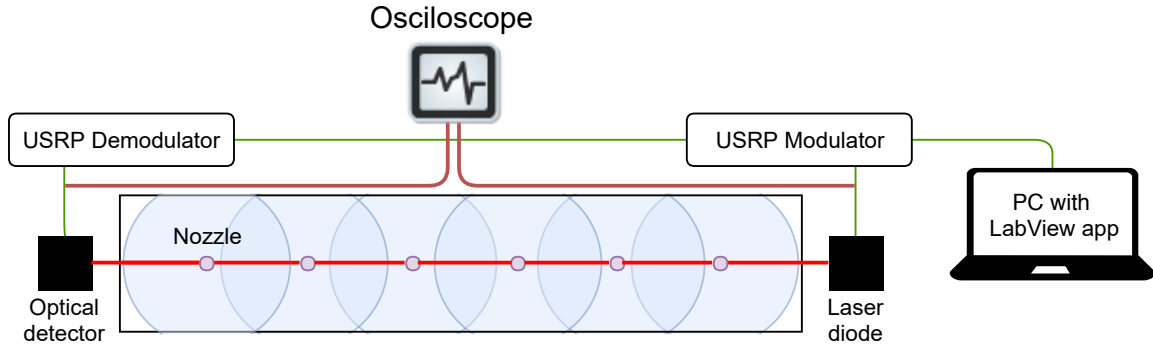 Osciloscope
USRP Demodulator
USRP Modulator
PC with
LabView app
Nozzle
Optical
detector
Laser
diode